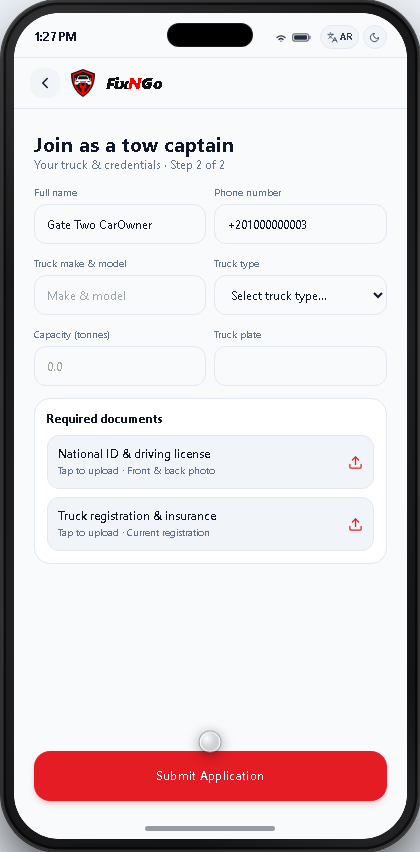 1:27 PM
AR
FixNGo
Join as a tow captain
Your truck & credentials · Step 2 of 2
Full name
Phone number
Gate Two CarOwner
+201000000003
Truck make & model
Truck type
Make & model
Select truck type...
Capacity (tonnes)
Truck plate
0.0
Required documents
National ID & driving license
Tap to upload · Front & back photo
Truck registration & insurance
Tap to upload · Current registration
Submit Application